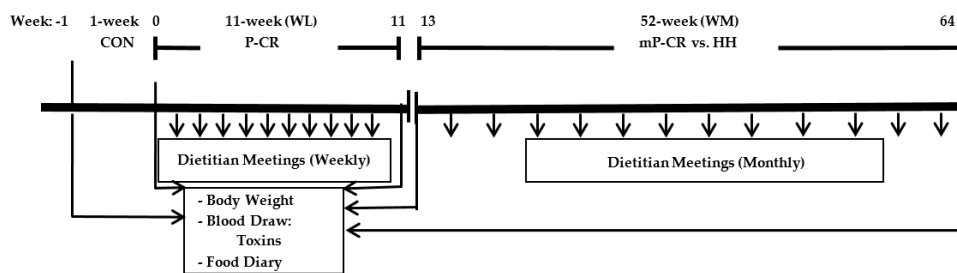 Week: -1 1-week 0 11-week (WL) 11 13 52-week (WM) 64
CON P-CR mP-CR vs. HH
Dietitian Meetings (Weekly)
Dietitian Meetings (Monthly)
- Body Weight
- Blood Draw:
Toxins
- Food Diary